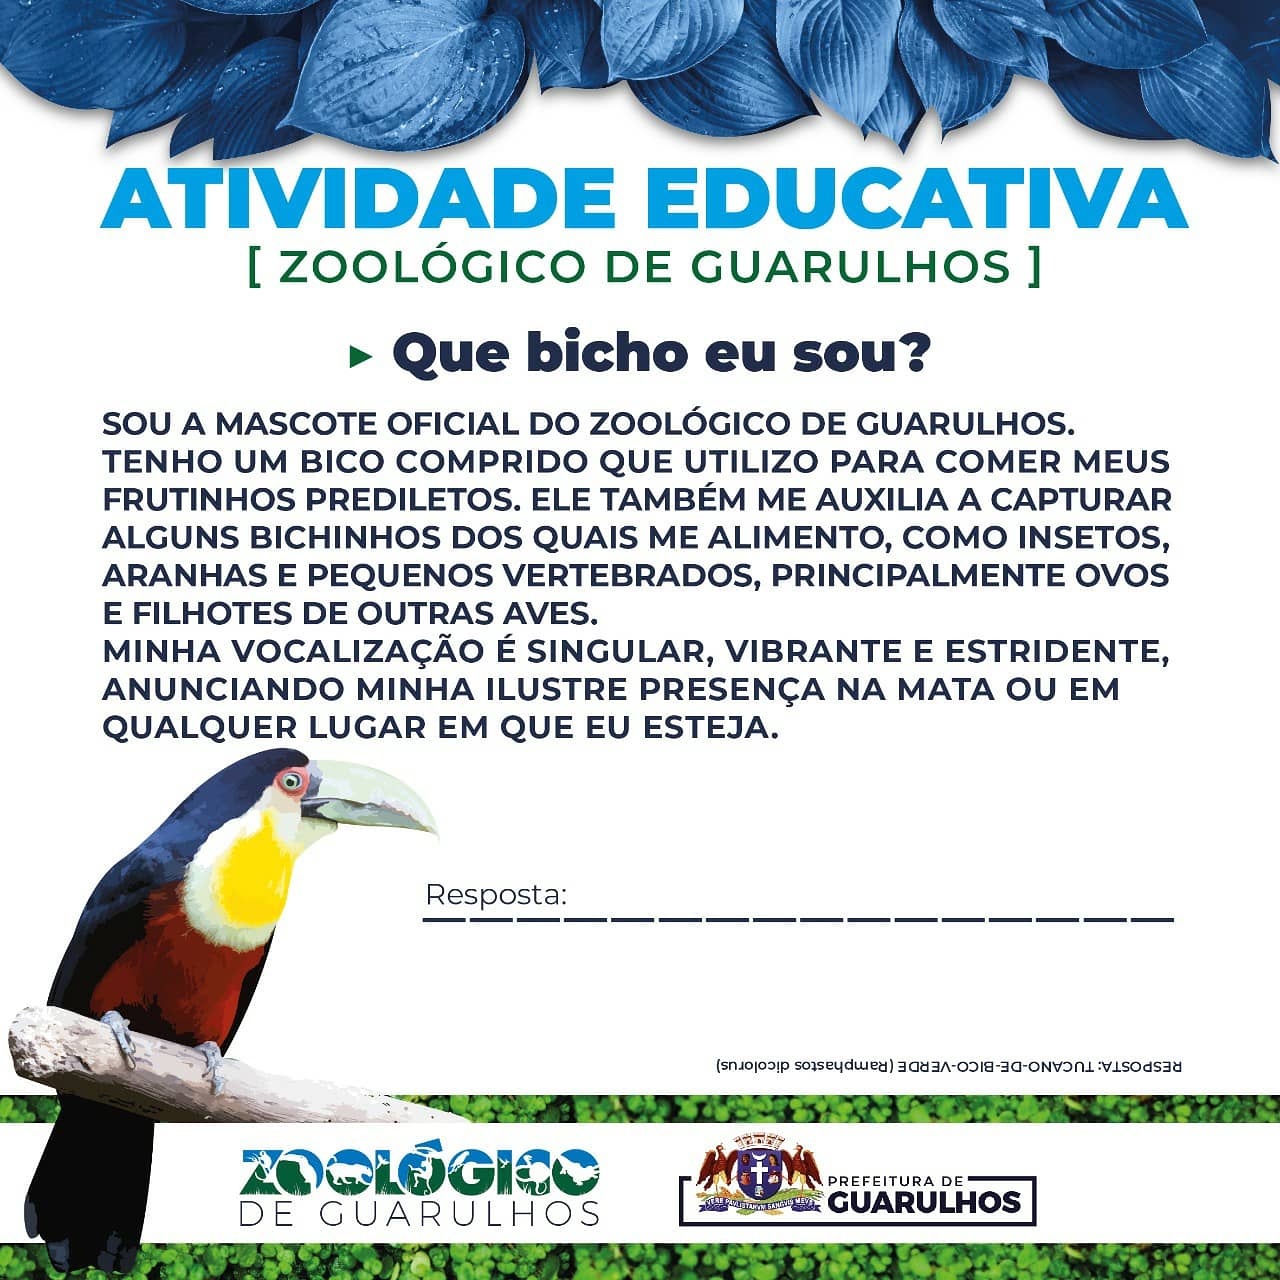 ATIVIDADE EDUCATIVA
[ ZOOLÓGICO DE GUARULHOS ]
▸ Que bicho eu sou?
SOU A MASCOTE OFICIAL DO ZOOLÓGICO DE GUARULHOS.
TENHO UM BICO COMPRIDO QUE UTILIZO PARA COMER MEUS
FRUTINHOS PREDILETOS. ELE TAMBÉM ME AUXILIA A CAPTURAR
ALGUNS BICHINHOS DOS QUAIS ME ALIMENTO, COMO INSETOS,
ARANHAS E PEQUENOS VERTEBRADOS, PRINCIPALMENTE OVOS
E FILHOTES DE OUTRAS AVES.
MINHA VOCALIZAÇÃO É SINGULAR, VIBRANTE E ESTRIDENTE,
ANUNCIANDO MINHA ILUSTRE PRESENÇA NA MATA OU EM
QUALQUER LUGAR EM QUE EU ESTEJA.
Resposta:
RESPOSTA: TUCANO-DE-BICO-VERDE (Ramphastos dicolorus)
ZOOLÓGICO
DE GUARULHOS
VERE PAVLISTARVM SANGVIS MEVS
PREFEITURA DE
GUARULHOS